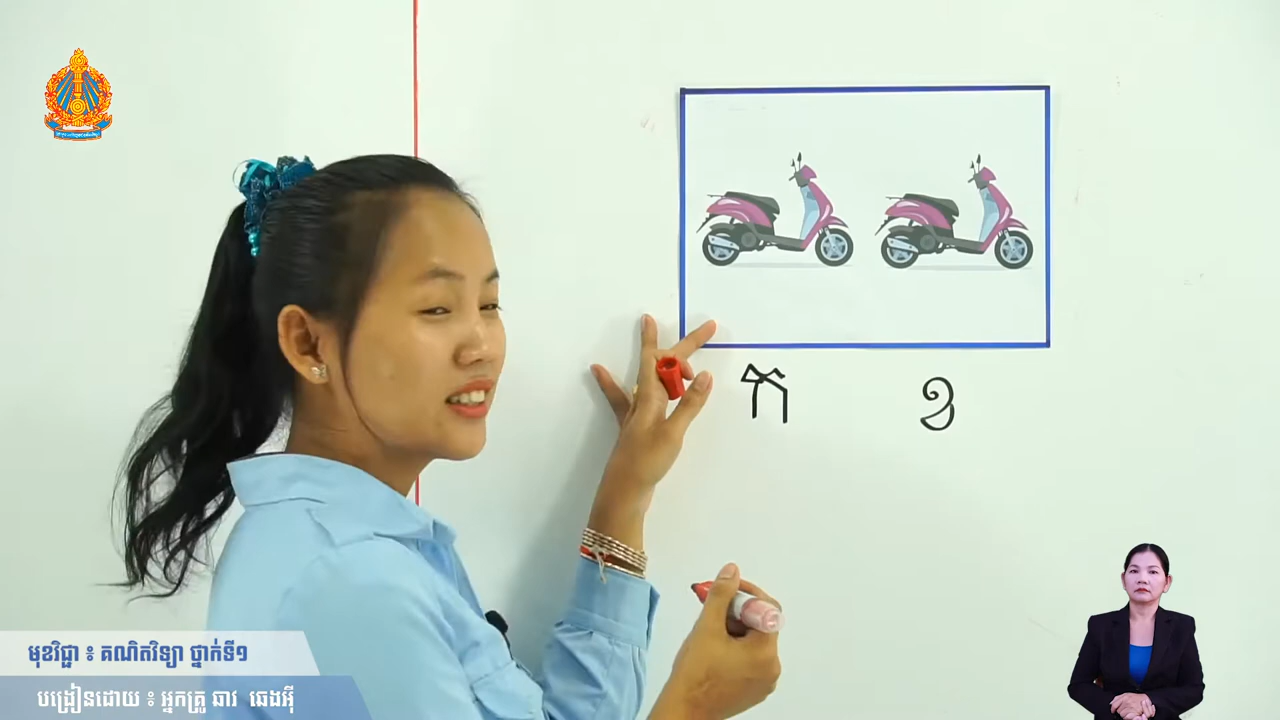 ក ខ
មុខវិជ្ជា ៖ គណិតវិទ្យា ថ្នាក់ទី១
បង្រៀនដោយ ៖ អ្នកគ្រូ ឆាវ ឆេងអ៊ី